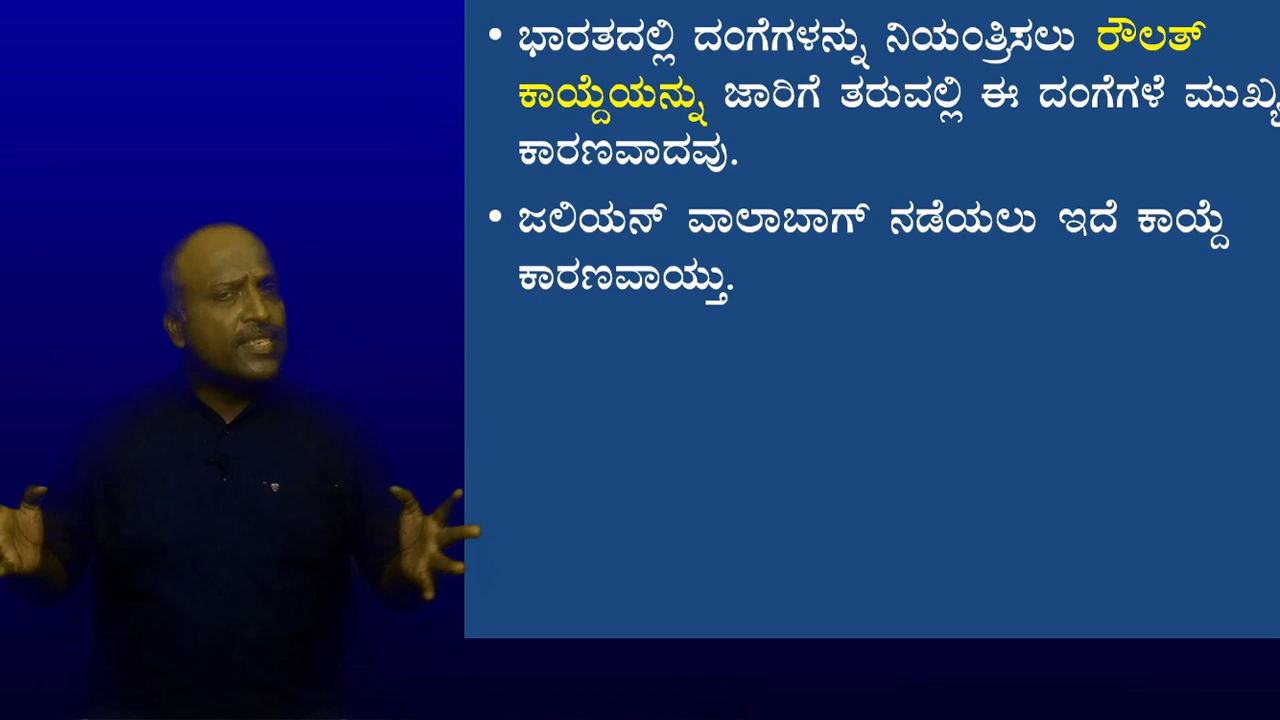 • ಭಾರತದಲ್ಲಿ ದಂಗೆಗಳನ್ನು ನಿಯಂತ್ರಿಸಲು ರೌಲತ್
ಕಾಯ್ದೆಯನ್ನು ಜಾರಿಗೆ ತರುವಲ್ಲಿ ಈ ದಂಗೆಗಳೆ ಮುಖ್ಯ
ಕಾರಣವಾದವು.
• ಜಲಿಯನ್ ವಾಲಾಬಾಗ್ ನಡೆಯಲು ಇದೆ ಕಾಯ್ದೆ
ಕಾರಣವಾಯ್ತು.